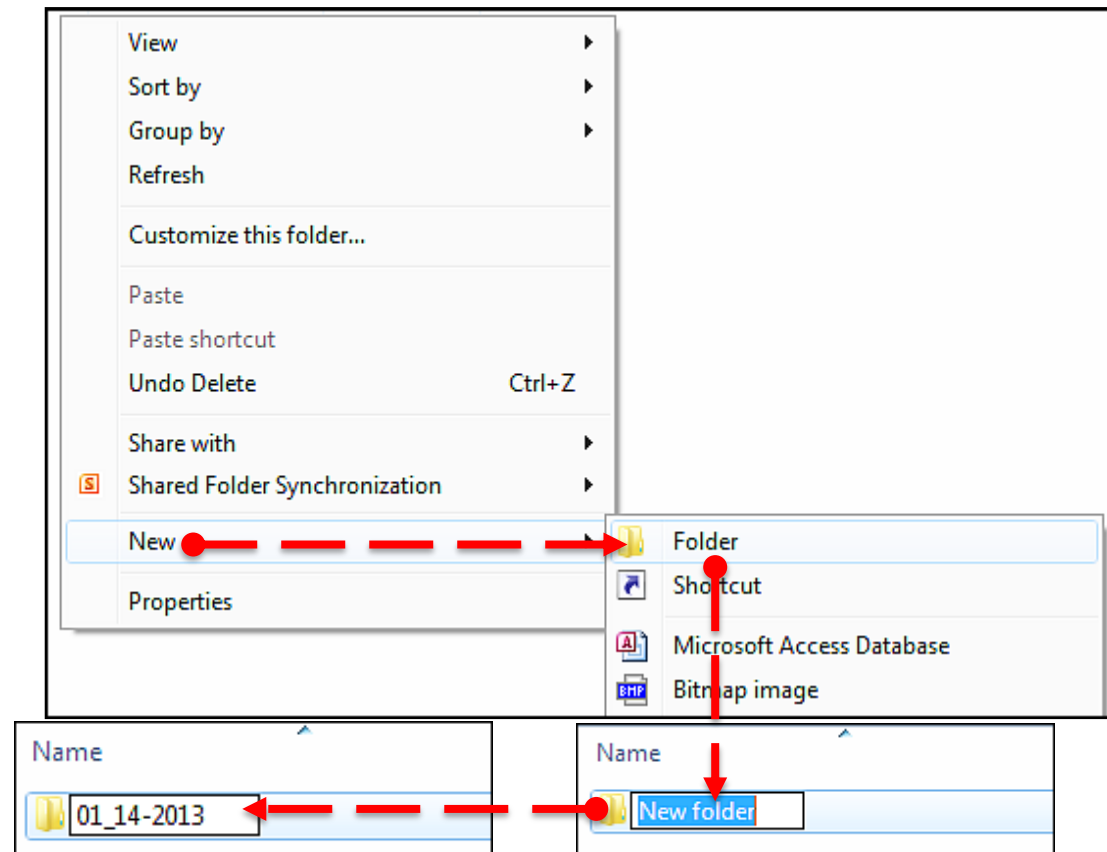 View
Sort by
Group by
Refresh
Customize this folder...
Paste
Paste shortcut
Undo Delete Ctrl+Z
Share with
S Shared Folder Synchronization
New
Properties
Folder
Shortcut
A Microsoft Access Database
BMP Bitmap image
Name
01_14-2013
Name
New folder